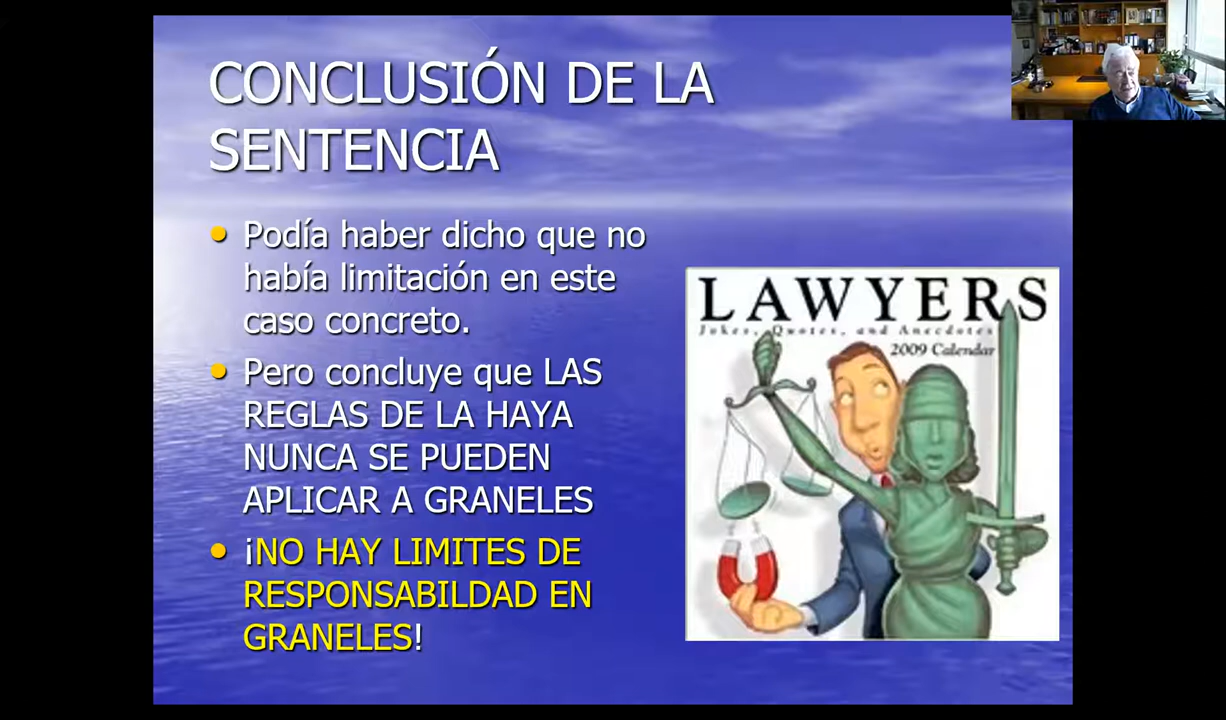 CONCLUSIÓN DE LA
SENTENCIA
• Podía haber dicho que no
había limitación en este
caso concreto.
• Pero concluye que LAS
REGLAS DE LA HAYA
NUNCA SE PUEDEN
APLICAR A GRANELES
• ¡NO HAY LIMITES DE
RESPONSABILDAD EN
GRANELES!
LAWYERS
Jokes, Quotes, and Anecdotes
2009 Calendar